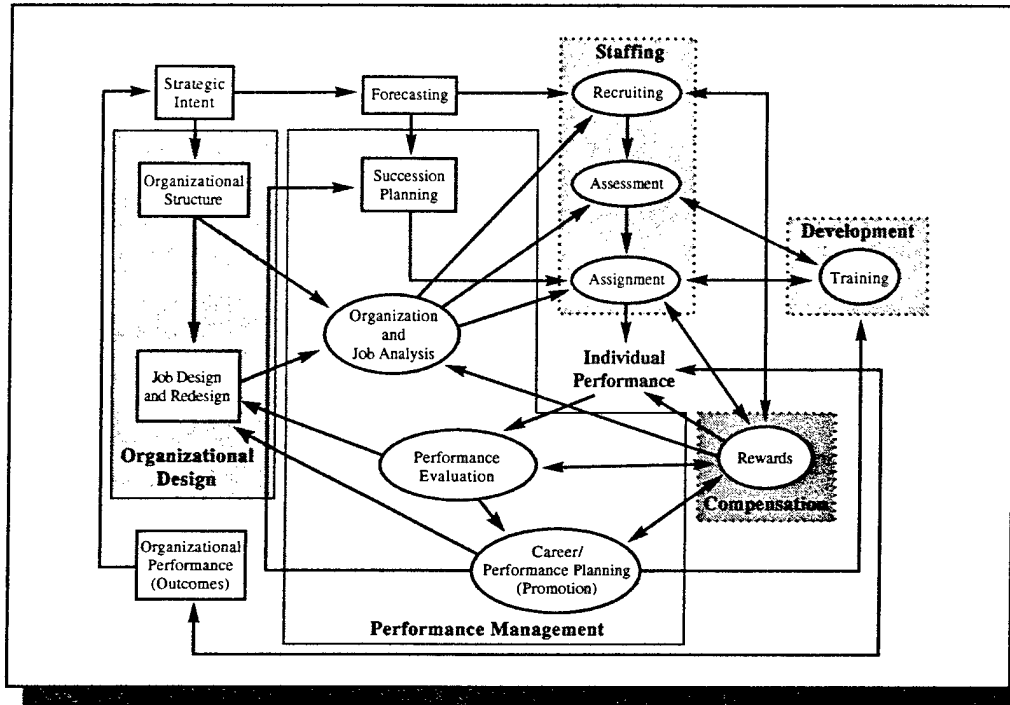 Staffing
Strategic
Intent
Forecasting
Recruiting
Organizational
Structure
Succession
Planning
Assessment
Development
Training
Assignment
Organization
and
Job Analysis
Individual
Performance
Job Design
and Redesign
Organizational
Design
Performance
Evaluation
Rewards
Compensation
Organizational
Performance
(Outcomes)
Career/
Performance Planning
(Promotion)
Performance Management